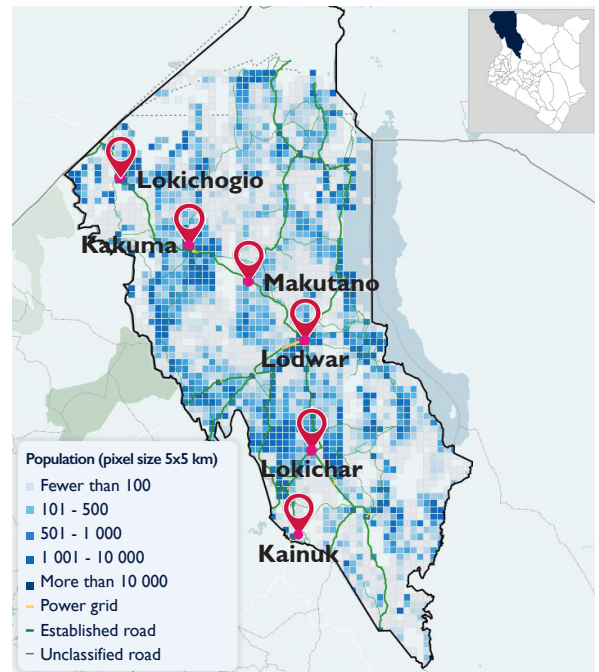 Lokichogio
Kakuma
Makutano
Lodwar
Lokichar
Kainuk
Population (pixel size 5x5 km)
Fewer than 100
101 - 500
501 - 1 000
1 001 - 10 000
More than 10 000
Power grid
Established road
Unclassified road